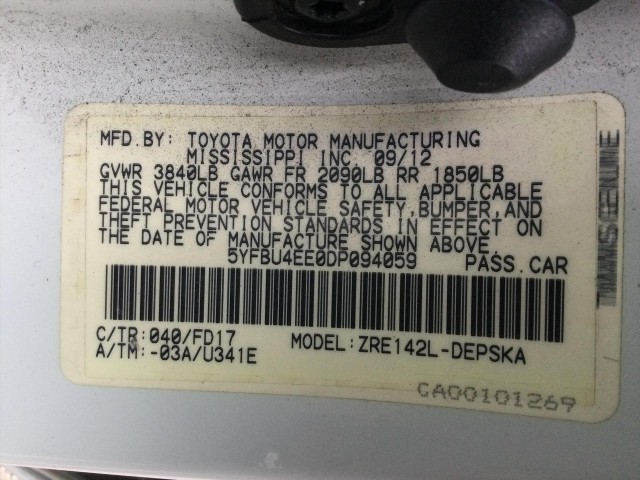 MFD.BY: TOYOTA MOTOR MANUFACTURING
MISSISSIPPI INC. 09/12
GVWR 3840LB GAWR FR 2090LB RR 1850LB
THIS VEHICLE CONFORMS TO ALL APPLICABLE
FEDERAL MOTOR VEHICLE SAFETY,BUMPER,AND
THEFT PREVENTION STANDARDS IN EFFECT ON
THE DATE OF MANUFACTURE SHOWN ABOVE.
5YFBU4EE0DP094059 PASS.CAR
C/TR:040/FD17 MODEL:ZRE142L-DEPSKA
A/TM:-03A/U341E
CA00101269